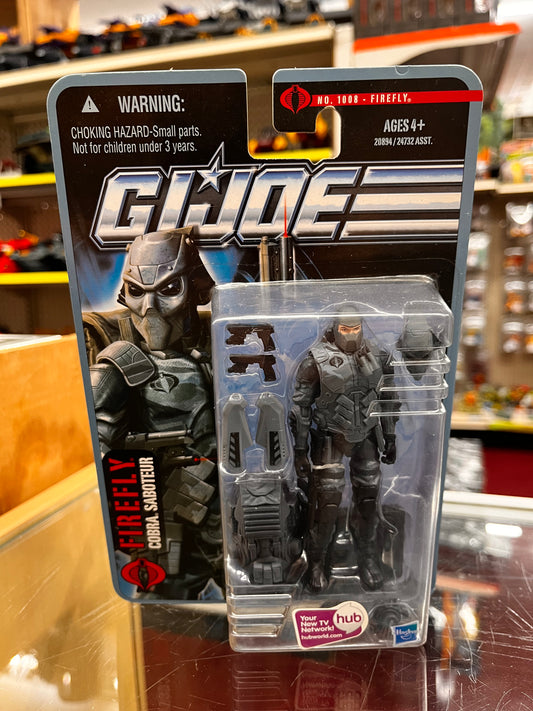 WARNING:
CHOKING HAZARD-Small parts.
Not for children under 3 years.
NO. 1008 - FIREFLY®
AGES 4+
20894/24732 ASST.
G.I.JOE
FIREFLY
COBRA SABOTEUR
Your
New TV
Network!
hubworld.com
hub
Hasbro